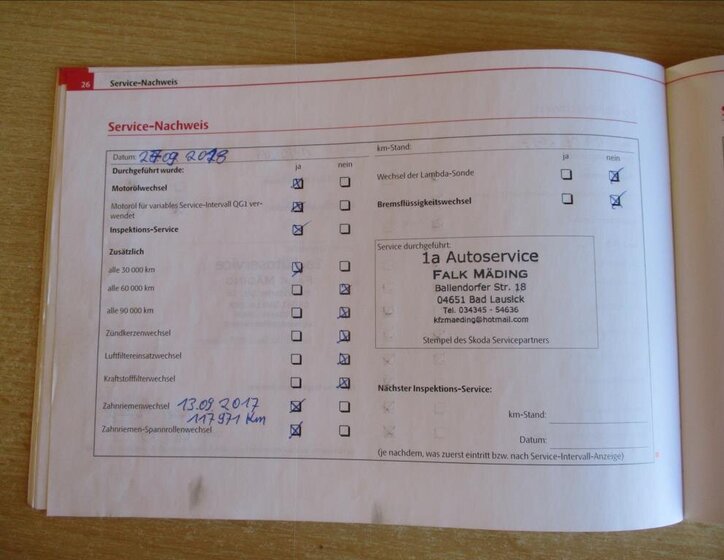 26 Service-Nachweis
Service-Nachweis
Datum: 27.09 2018
km-Stand:
Durchgeführt wurde: ja nein
ja nein
Motorölwechsel
Motoröl für variables Service-Intervall QG1 ver-
wendet
Inspektions-Service
Zusätzlich
alle 30 000 km
alle 60 000 km
alle 90 000 km
Zündkerzenwechsel
Luftfiltereinsatzwechsel
Kraftstofffilterwechsel
Zahnriemenwechsel 13.09 2017
117971 Km
Zahnriemen-Spannrollenwechsel
Wechsel der Lambda-Sonde
Bremsflüssigkeitswechsel
Service durchgeführt:
1a Autoservice
FALK MÄDING
Ballendorfer Str. 18
04651 Bad Lausick
Tel. 034345 - 54636
kfzmaeding@hotmail.com
Stempel des Skoda Servicepartners
Nächster Inspektions-Service:
km-Stand:
Datum:
(je nachdem, was zuerst eintritt bzw. nach Service-Intervall-Anzeige)